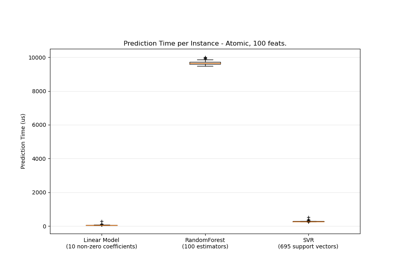 Prediction Time per Instance - Atomic, 100 feats.
10000
8000
6000
4000
2000
0
Prediction Time (us)
Linear Model
(10 non-zero coefficients)
RandomForest
(100 estimators)
SVR
(695 support vectors)